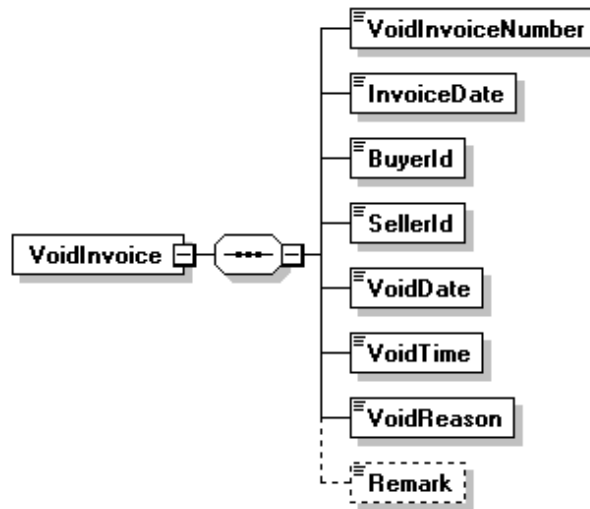 VoidInvoiceNumber
InvoiceDate
BuyerId
SellerId
VoidInvoice
VoidDate
VoidTime
VoidReason
Remark